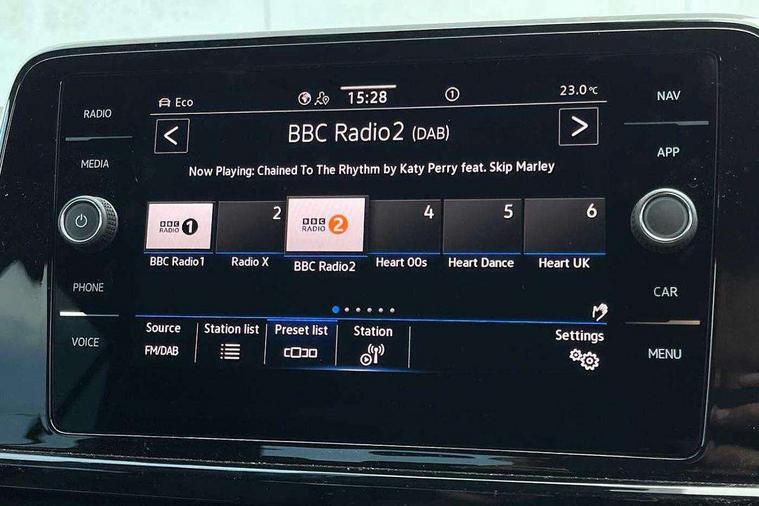 Eco
15:28
1
23.0°C
RADIO
NAV
< BBC Radio2 (DAB) >
MEDIA
APP
Now Playing: Chained To The Rhythm by Katy Perry feat. Skip Marley
BBC RADIO 1
2
BBC RADIO 2
4
5
6
BBC Radio1
Radio X
BBC Radio2
Heart 00s
Heart Dance
Heart UK
PHONE
CAR
VOICE
MENU
Source
Station list
Preset list
Station
Settings
FM/DAB